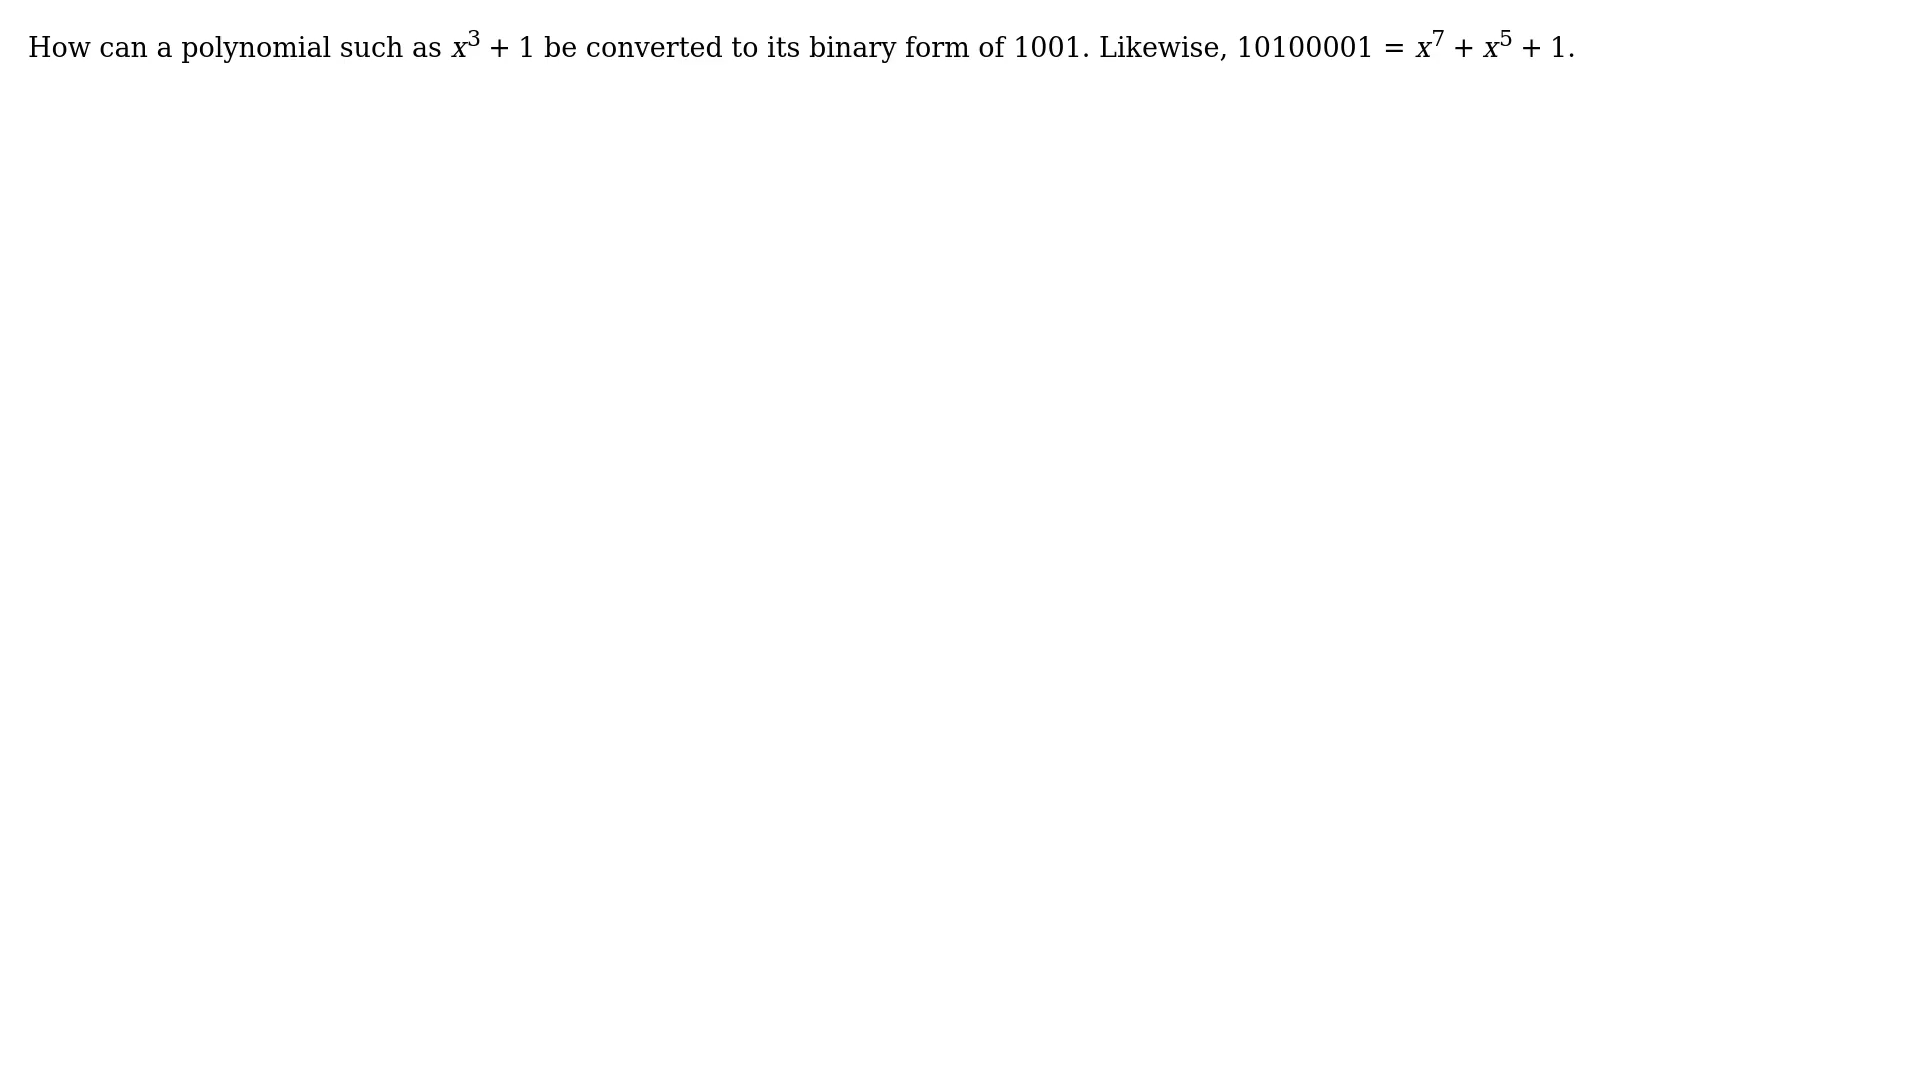 How can a polynomial such as x³ + 1 be converted to its binary form of 1001. Likewise, 10100001 = x⁷ + x⁵ + 1.